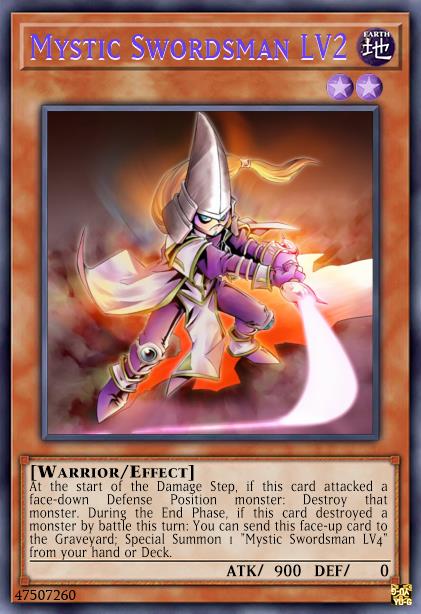 Mystic Swordsman LV2
EARTH
地
[Warrior/Effect]
At the start of the Damage Step, if this card attacked a
face-down Defense Position monster: Destroy that
monster. During the End Phase, if this card destroyed a
monster by battle this turn: You can send this face-up card to
the Graveyard; Special Summon 1 "Mystic Swordsman LV4"
from your hand or Deck.
ATK/ 900 DEF/ 0
47507260